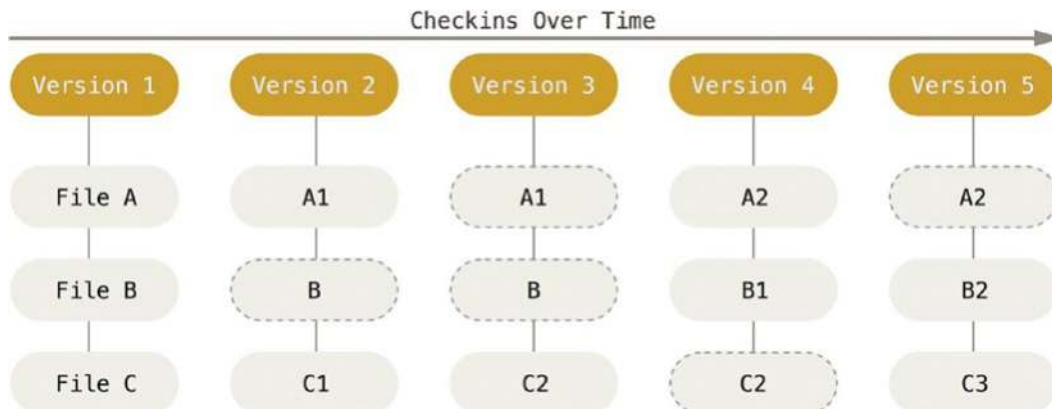 Checkins Over Time
Version 1 Version 2 Version 3 Version 4 Version 5
File A A1 A1 A2 A2
File B B B B1 B2
File C C1 C2 C2 C3